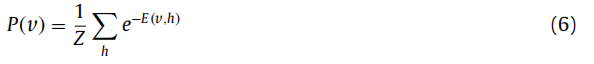 P(ν) = 1/Z ∑_h e^{−E(ν,h)} (6)